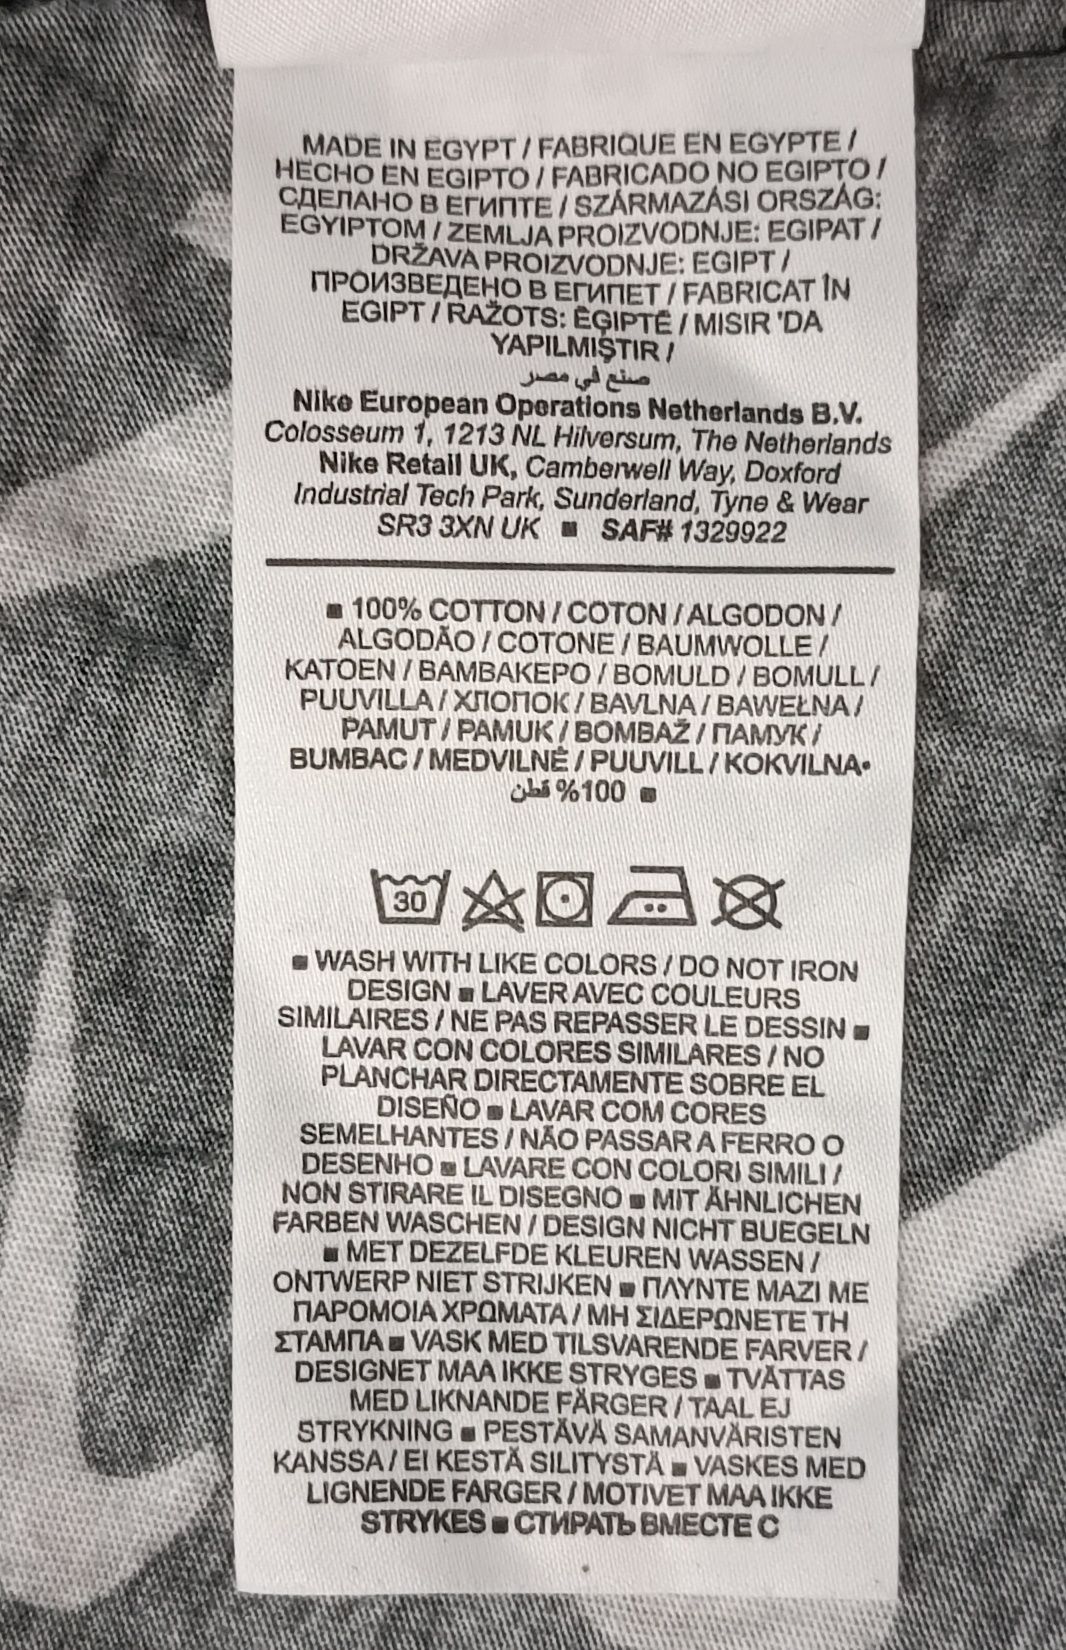 MADE IN EGYPT / FABRIQUE EN EGYPTE /
HECHO EN EGIPTO / FABRICADO NO EGIPTO /
СДЕЛАНО В ЕГИПТЕ / SZÁRMAZÁSI ORSZÁG:
EGYIPTOM / ZEMLJA PROIZVODNJE: EGIPAT /
DRŽAVA PROIZVODNJE: EGIPT /
ПРОИЗВЕДЕНО В ЕГИПЕТ / FABRICAT ÎN
EGIPT / RAŽOTS: ĒĢIPTĒ / MISIR 'DA
YAPILMIŞTIR /
صنع في مصر
Nike European Operations Netherlands B.V.
Colosseum 1, 1213 NL Hilversum, The Netherlands
Nike Retail UK, Camberwell Way, Doxford
Industrial Tech Park, Sunderland, Tyne & Wear
SR3 3XN UK ■ SAF# 1329922
■ 100% COTTON / COTON / ALGODON /
ALGODÃO / COTONE / BAUMWOLLE /
KATOEN / ΒΑΜΒΑΚΕΡΟ / BOMULD / BOMULL /
PUUVILLA / ХЛОПОК / BAVLNA / BAWEŁNA /
PAMUT / PAMUK / BOMBAŽ / ПАМУК /
BUMBAC / MEDVILNĖ / PUUVILL / KOKVILNA•
■ 100% قطن
30
■ WASH WITH LIKE COLORS / DO NOT IRON
DESIGN ■ LAVER AVEC COULEURS
SIMILAIRES / NE PAS REPASSER LE DESSIN ■
LAVAR CON COLORES SIMILARES / NO
PLANCHAR DIRECTAMENTE SOBRE EL
DISEÑO ■ LAVAR COM CORES
SEMELHANTES / NÃO PASSAR A FERRO O
DESENHO ■ LAVARE CON COLORI SIMILI /
NON STIRARE IL DISEGNO ■ MIT ÄHNLICHEN
FARBEN WASCHEN / DESIGN NICHT BUEGELN
■ MET DEZELFDE KLEUREN WASSEN /
ONTWERP NIET STRIJKEN ■ ΠΛΥΝΤΕ ΜΑΖΙ ΜΕ
ΠΑΡΟΜΟΙΑ ΧΡΩΜΑΤΑ / ΜΗ ΣΙΔΕΡΩΝΕΤΕ ΤΗ
ΣΤΑΜΠΑ ■ VASK MED TILSVARENDE FARVER /
DESIGNET MAA IKKE STRYGES ■ TVÄTTAS
MED LIKNANDE FÄRGER / TAAL EJ
STRYKNING ■ PESTÄVÄ SAMANVÄRISTEN
KANSSA / EI KESTÄ SILITYSTÄ ■ VASKES MED
LIGNENDE FARGER / MOTIVET MAA IKKE
STRYKES ■ СТИРАТЬ ВМЕСТЕ С